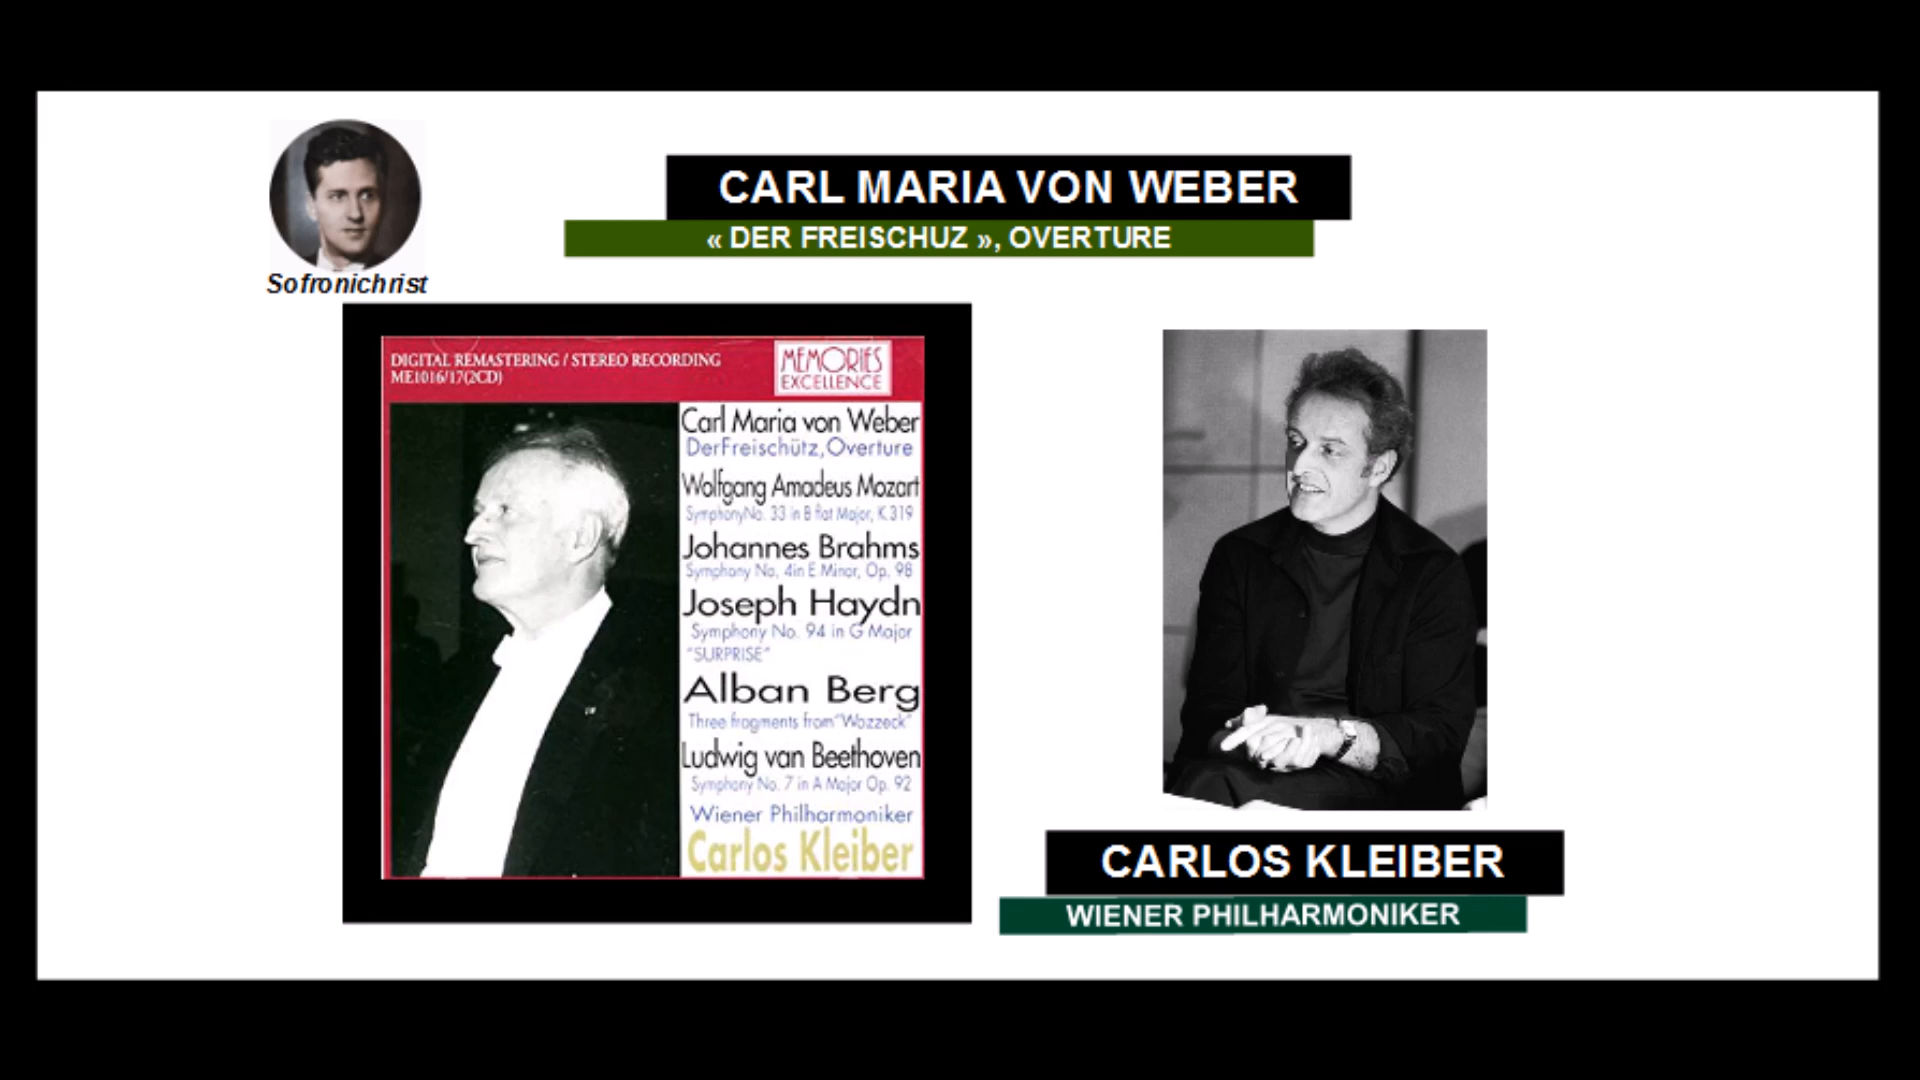 CARL MARIA VON WEBER
« DER FREISCHUZ », OVERTURE
Sofronichrist
DIGITAL REMASTERING / STEREO RECORDING
ME1016/17(2CD)
MEMORIES
EXCELLENCE
Carl Maria von Weber
DerFreischütz,Overture
Wolfgang Amadeus Mozart
SymphonyNo. 33 in B flat Major, K.319
Johannes Brahms
Symphony No. 4in E Minor, Op. 98
Joseph Haydn
Symphony No. 94 in G Major
"SURPRISE"
Alban Berg
Three fragments from"Wozzeck"
Ludwig van Beethoven
Symphony No. 7 in A Major Op. 92
Wiener Philharmoniker
Carlos Kleiber
CARLOS KLEIBER
WIENER PHILHARMONIKER